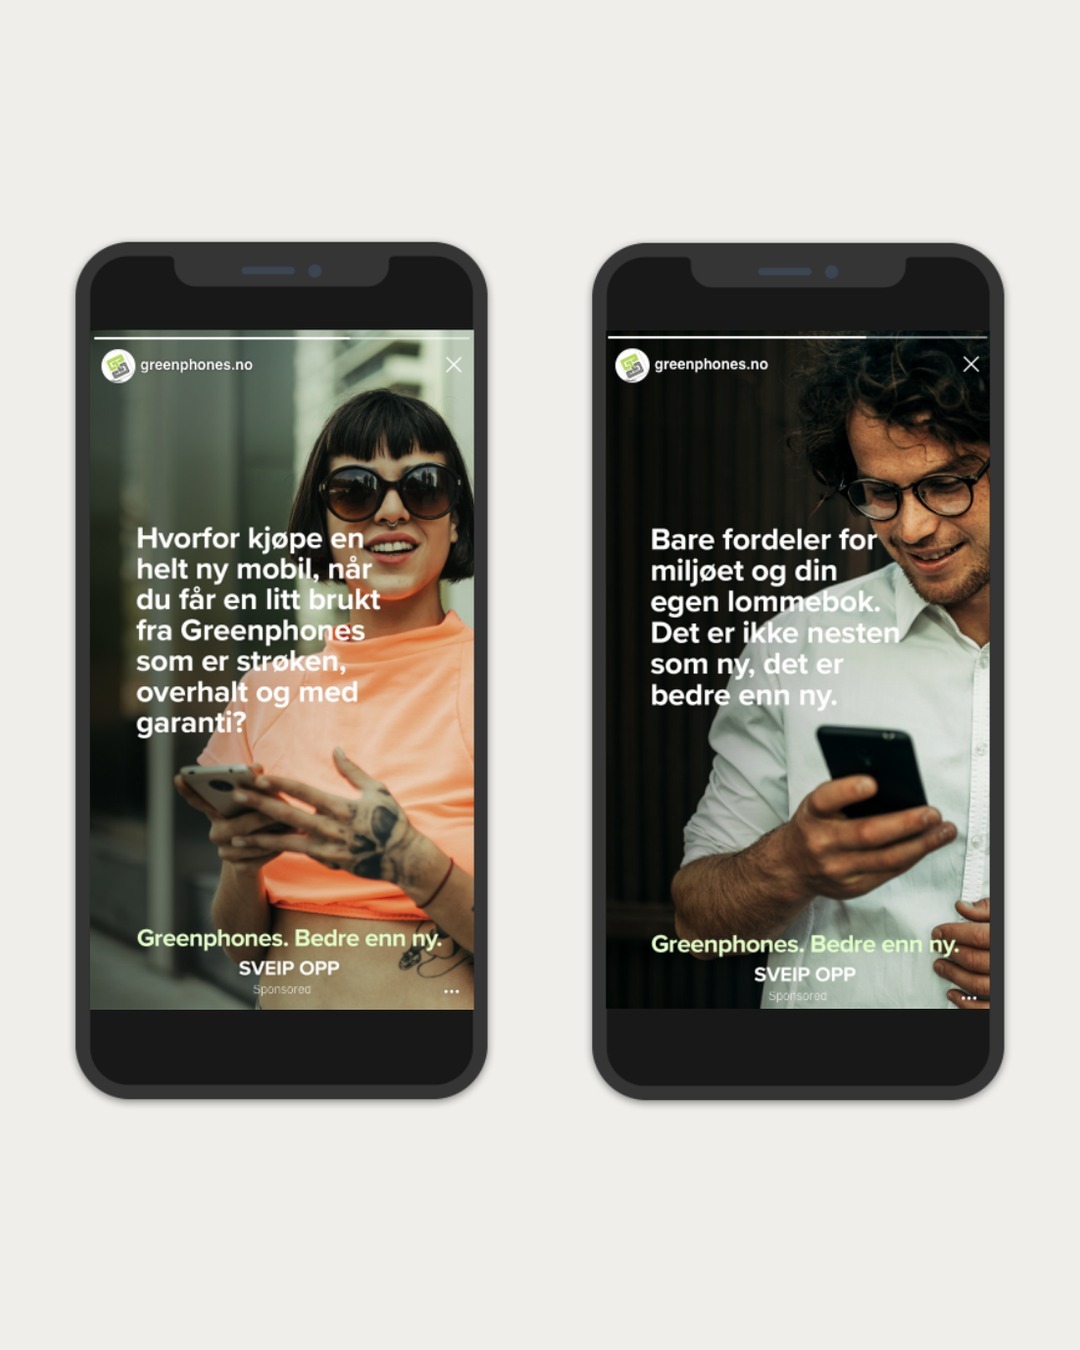 greenphones.no
Hvorfor kjøpe en
helt ny mobil, når
du får en litt brukt
fra Greenphones
som er strøken,
overhalt og med
garanti?
Greenphones. Bedre enn ny.
SVEIP OPP
Sponsored
greenphones.no
Bare fordeler for
miljøet og din
egen lommebok.
Det er ikke nesten
som ny, det er
bedre enn ny.
Greenphones. Bedre enn ny.
SVEIP OPP
Sponsored